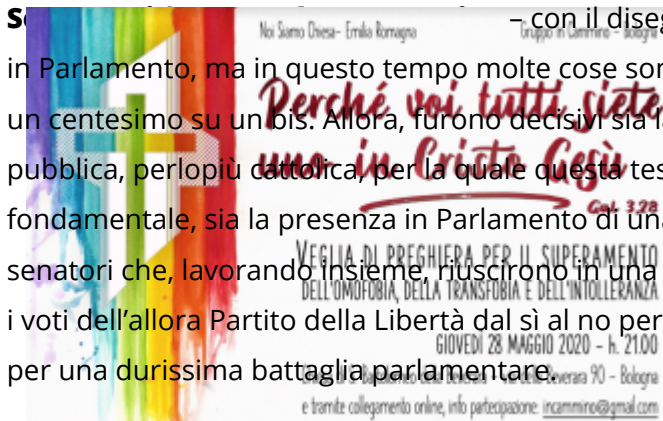 – con il diseg
Noi Siamo Chiesa– Emilia Romagna
Gruppo in Cammino – Bologna
in Parlamento, ma in questo tempo molte cose son
Perché voi tutti siete
un centesimo su un bis. Allora, furono decisivi sia la
uno in Cristo Gesù
pubblica, perlopiù cattolica, per la quale questa tes
Gal. 3,28
fondamentale, sia la presenza in Parlamento di una
VEGLIA DI PREGHIERA PER IL SUPERAMENTO
senatori che, lavorando insieme, riuscirono in una
DELL'OMOFOBIA, DELLA TRANSFOBIA E DELL'INTOLLERANZA
i voti dell’allora Partito della Libertà dal sì al no per
GIOVEDÌ 28 MAGGIO 2020 – h. 21.00
per una durissima battaglia parlamentare.
Beverara 90 – Bologna
e tramite collegamento online, info partecipazione: incammino@gmail.com